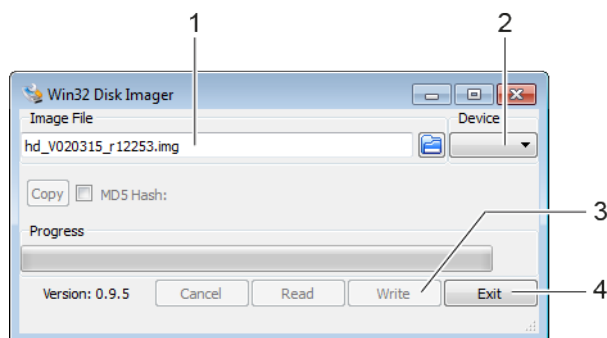 1
2
Win32 Disk Imager
Image File
Device
hd_V020315_r12253.img
Copy
MD5 Hash:
3
Progress
Version: 0.9.5
Cancel
Read
Write
Exit
4